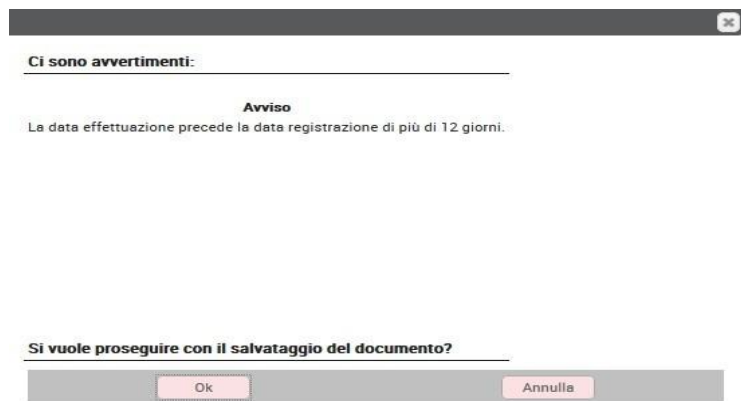 Ci sono avvertimenti:
Avviso
La data effettuazione precede la data registrazione di più di 12 giorni.
Si vuole proseguire con il salvataggio del documento?
Ok
Annulla